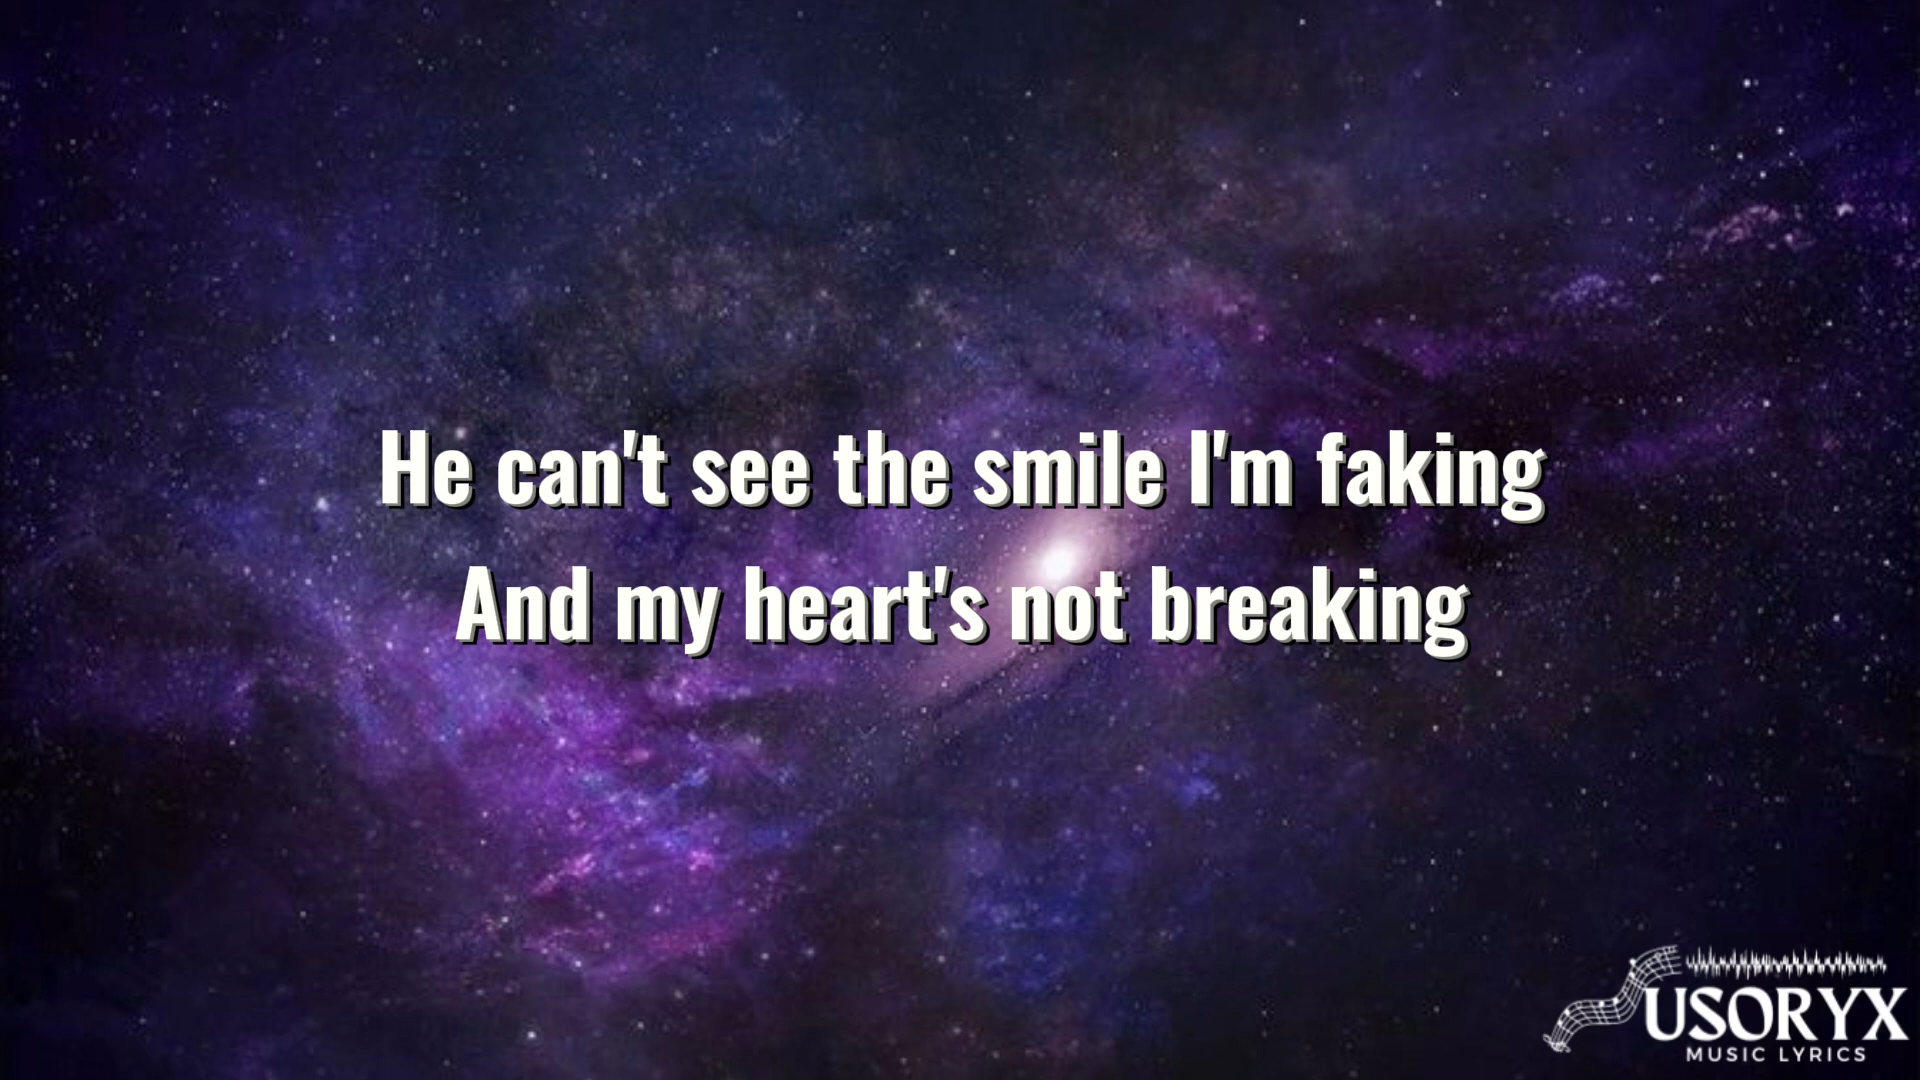 He can't see the smile I'm faking
And my heart's not breaking
USORYX
MUSIC LYRICS